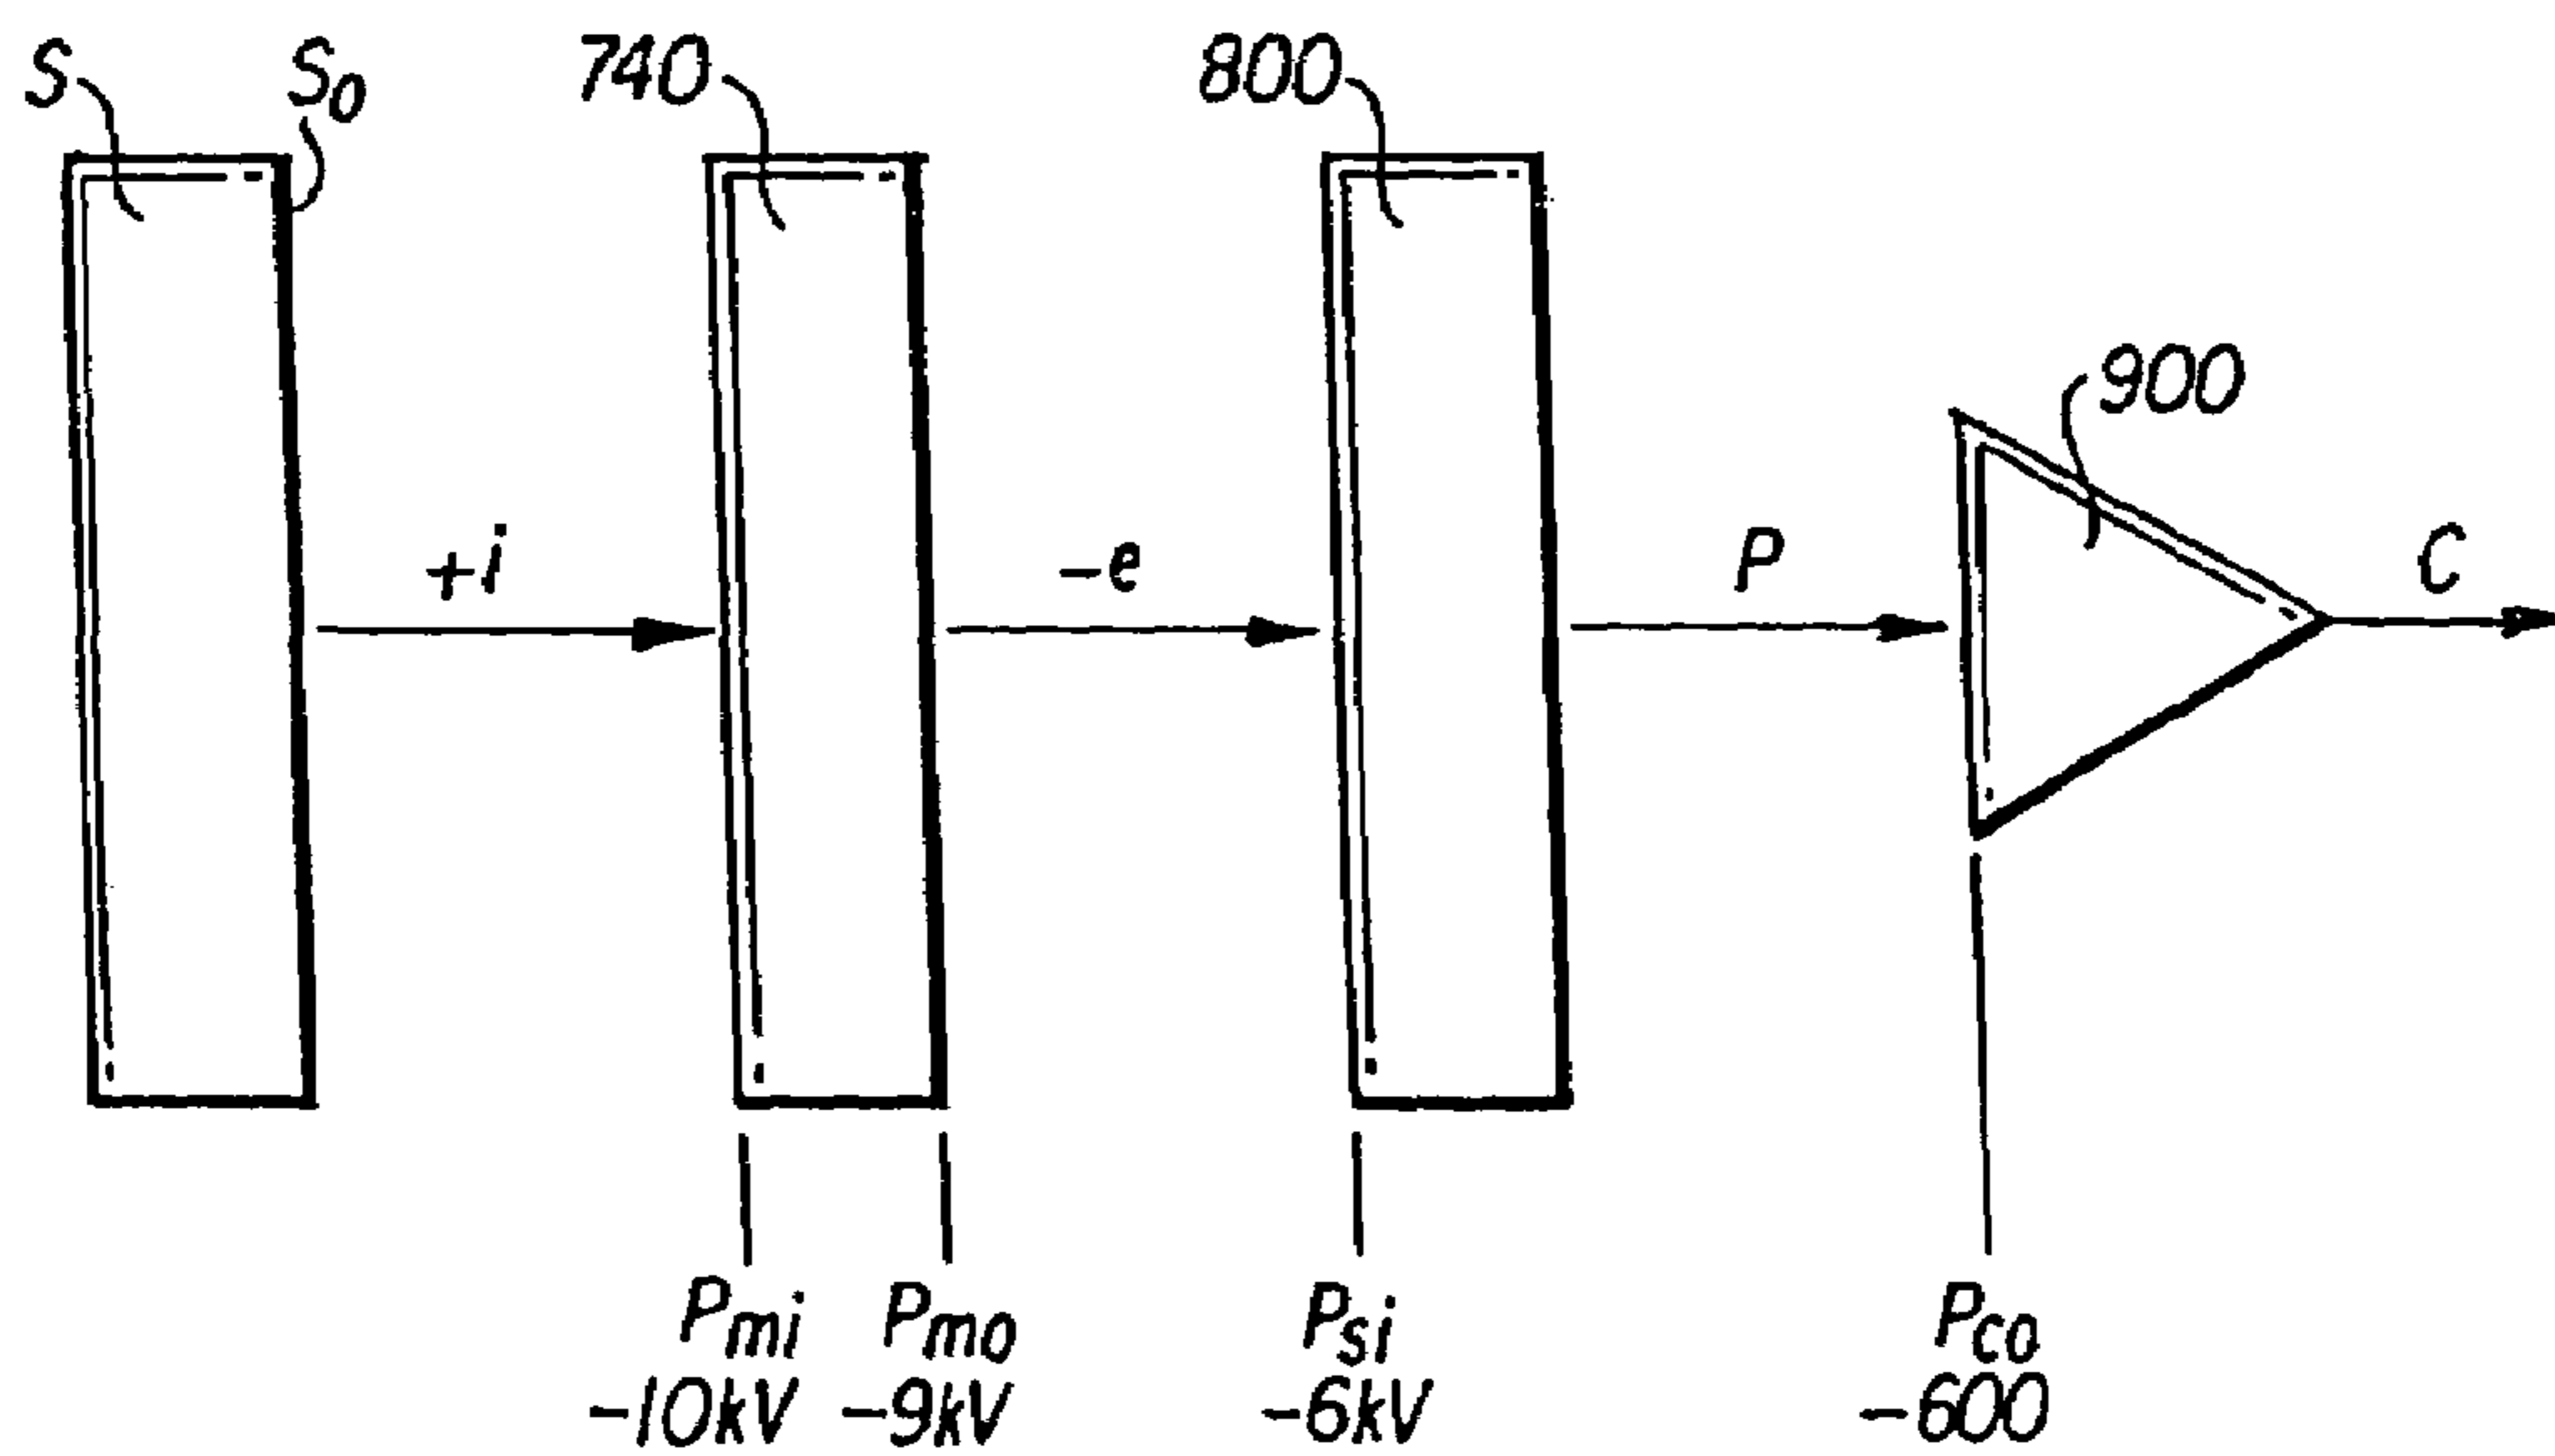 S S₀ 740 800
900
+i -e P C
Pmi Pmo Psi Pco
-10kV -9kV -6kV -600